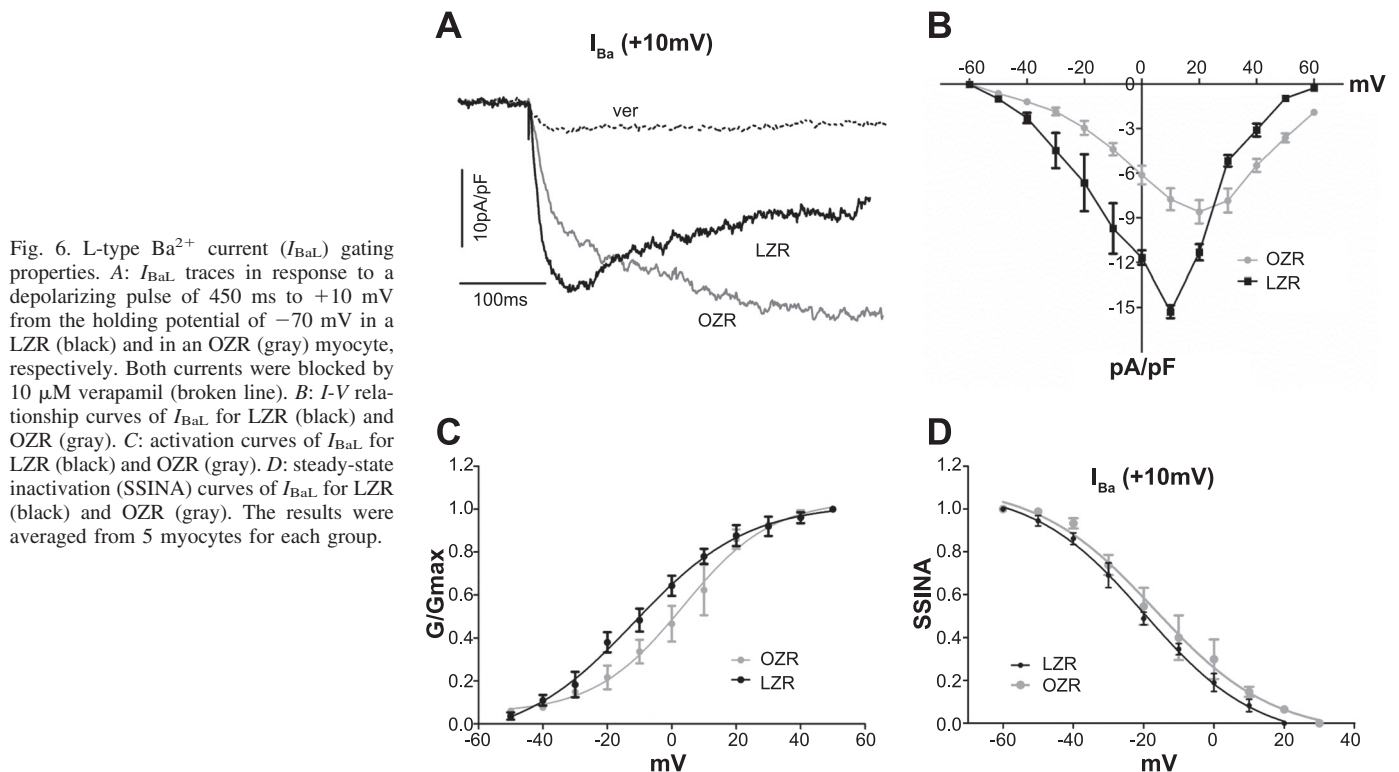 Fig. 6. L-type Ba2+ current (IBaL) gating
properties. A: IBaL traces in response to a
depolarizing pulse of 450 ms to +10 mV
from the holding potential of −70 mV in a
LZR (black) and in an OZR (gray) myocyte,
respectively. Both currents were blocked by
10 μM verapamil (broken line). B: I-V rela-
tionship curves of IBaL for LZR (black) and
OZR (gray). C: activation curves of IBaL for
LZR (black) and OZR (gray). D: steady-state
inactivation (SSINA) curves of IBaL for LZR
(black) and OZR (gray). The results were
averaged from 5 myocytes for each group.
A
IBa (+10mV)
ver
10pA/pF
LZR
100ms
OZR
B
-60 -40 -20 0 20 40 60
mV
0
-3
-6
-9
-12
-15
OZR
LZR
pA/pF
C
1.2
1.0
0.8
0.6
0.4
0.2
0.0
G/Gmax
OZR
LZR
-60 -40 -20 0 20 40 60
mV
D
IBa (+10mV)
1.2
1.0
0.8
0.6
0.4
0.2
0.0
SSINA
LZR
OZR
-60 -40 -20 0 20 40
mV